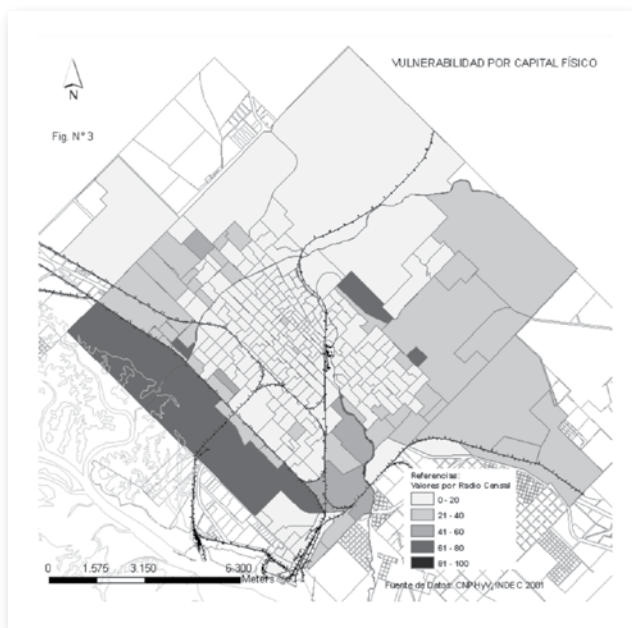 VULNERABILIDAD POR CAPITAL FÍSICO
N
Fig. N° 3
Referencias:
Valores por Radio Censal
0 - 20
21 - 40
41 - 60
61 - 80
81 - 100
0 1.575 3.150 6-300
Meters
Fuente de Datos: CNPHyV, INDEC 2001